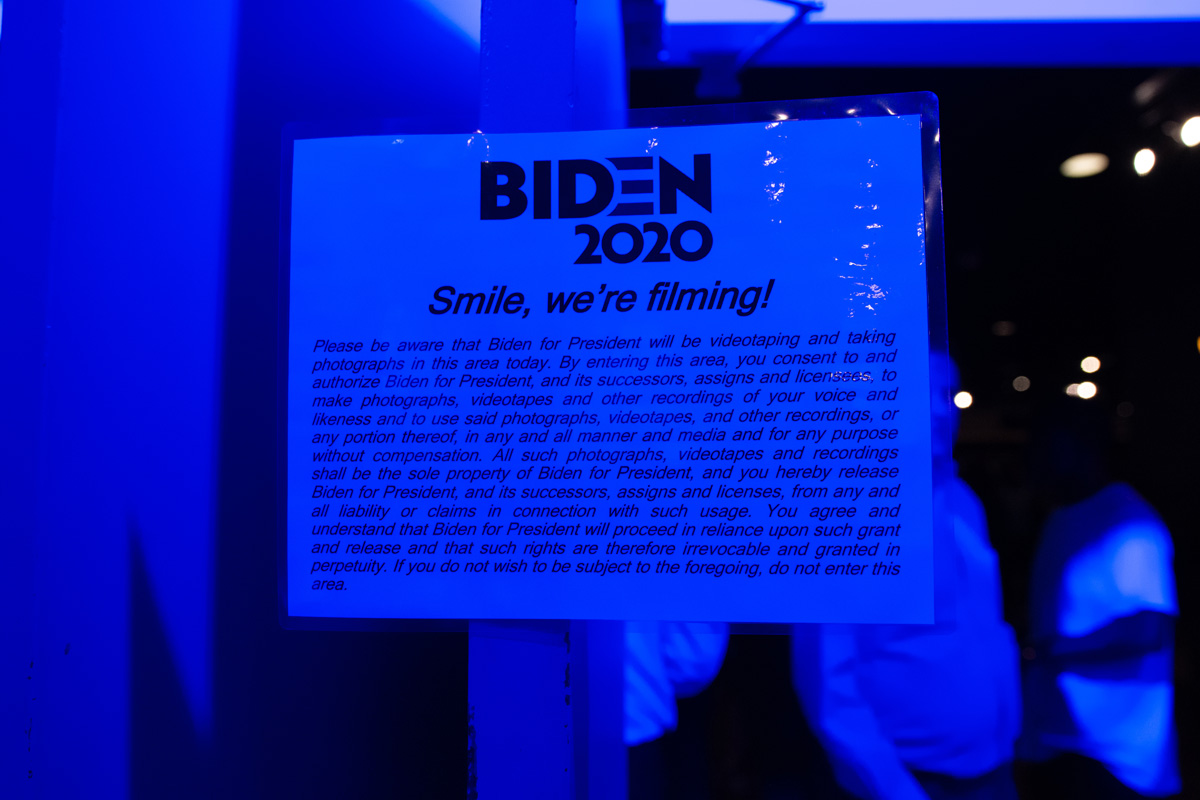 BIDEN
2020
Smile, we're filming!
Please be aware that Biden for President will be videotaping and taking
photographs in this area today. By entering this area, you consent to and
authorize Biden for President, and its successors, assigns and licensees, to
make photographs, videotapes and other recordings of your voice and
likeness and to use said photographs, videotapes, and other recordings, or
any portion thereof, in any and all manner and media and for any purpose
without compensation. All such photographs, videotapes and recordings
shall be the sole property of Biden for President, and you hereby release
Biden for President, and its successors, assigns and licenses, from any and
all liability or claims in connection with such usage. You agree and
understand that Biden for President will proceed in reliance upon such grant
and release and that such rights are therefore irrevocable and granted in
perpetuity. If you do not wish to be subject to the foregoing, do not enter this
area.